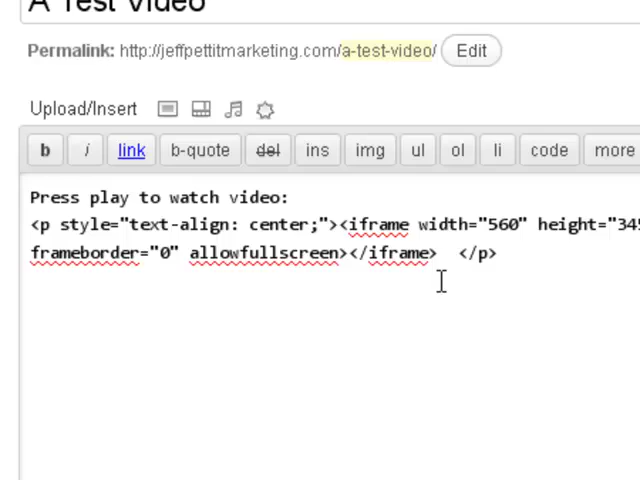 A Test Video
Permalink: http://jeffpettitmarketing.com/a-test-video/ Edit
Upload/Insert
b i link b-quote del ins img ul ol li code more
Press play to watch video:
<p style="text-align: center;"><iframe width="560" height="345
frameborder="0" allowfullscreen></iframe> </p>